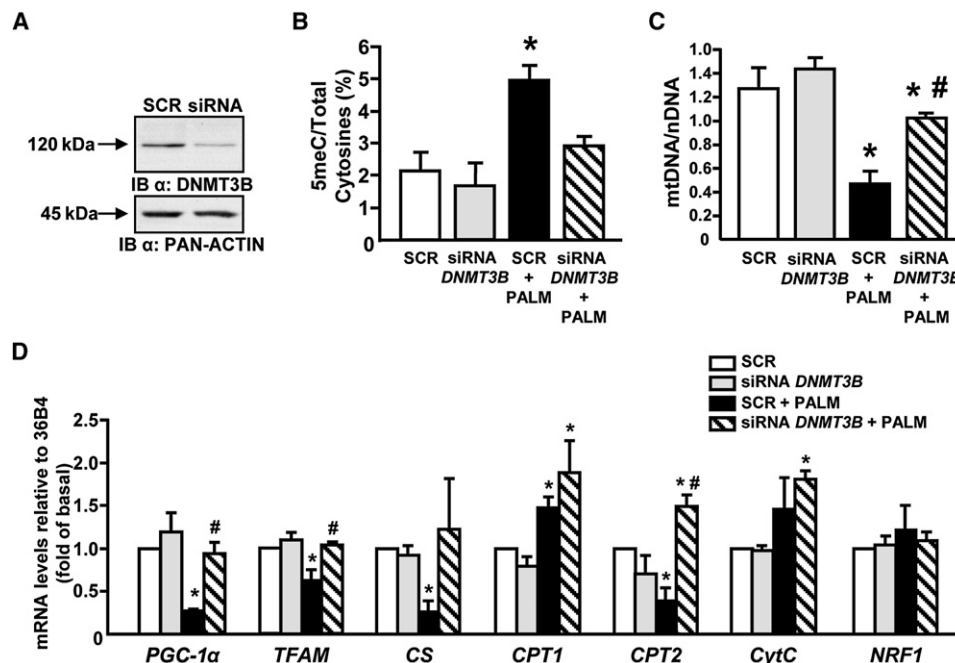 A
SCR siRNA
120 kDa
IB α: DNMT3B
45 kDa
IB α: PAN-ACTIN
B
5meC/Total
Cytosines (%)
6
5
4
3
2
1
0
*
SCR
siRNA
DNMT3B
SCR
+
PALM
siRNA
DNMT3B
+
PALM
C
mtDNA/nDNA
1.0
1.4
1.2
1.0
0.8
0.6
0.4
0.2
0
*
* #
SCR
siRNA
DNMT3B
SCR
+
PALM
siRNA
DNMT3B
+
PALM
D
SCR
siRNA DNMT3B
SCR + PALM
siRNA DNMT3B + PALM
mRNA levels relative to 36B4
(fold of basal)
2.5
2.0
1.5
1.0
0.5
0
*
#
*
#
*
*
*
*
* #
*
PGC-1α TFAM CS CPT1 CPT2 CvtC NRF1